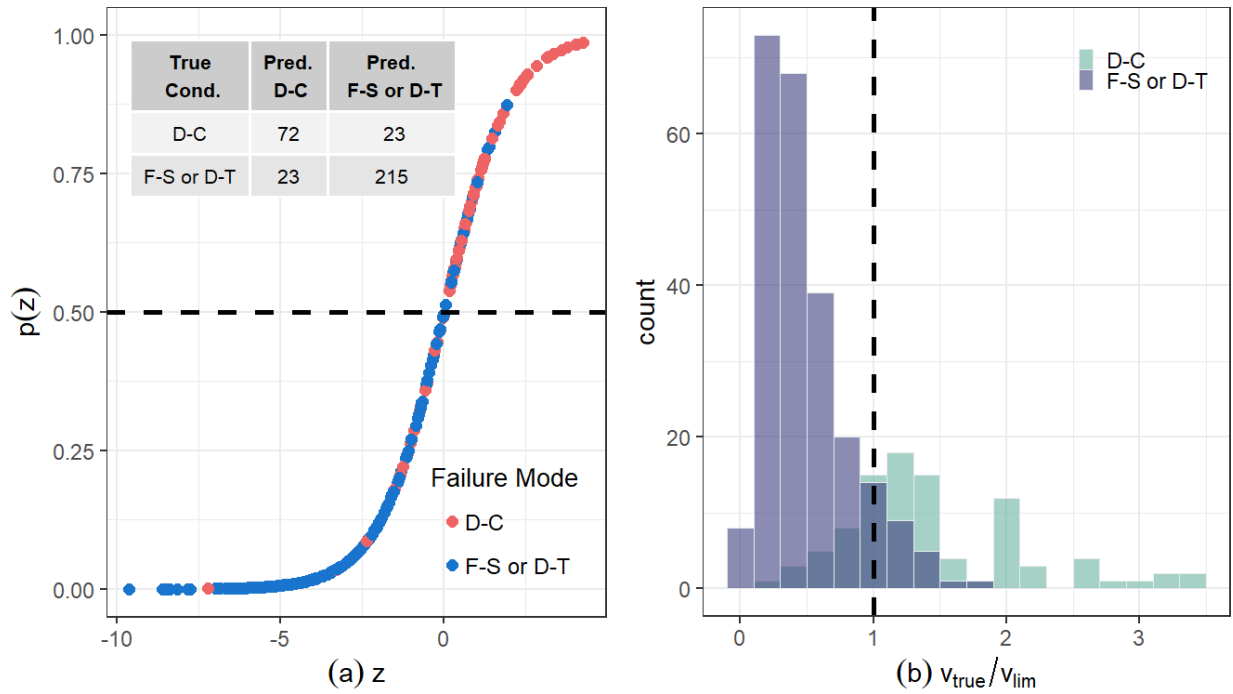 1.00
0.75
0.50
0.25
0.00
p(z)
True Cond. Pred. D-C Pred. F-S or D-T
D-C 72 23
F-S or D-T 23 215
Failure Mode
D-C
F-S or D-T
-10 -5 0
(a) z
60
40
20
0
count
D-C
F-S or D-T
0 1 2 3
(b) v_true/v_lim